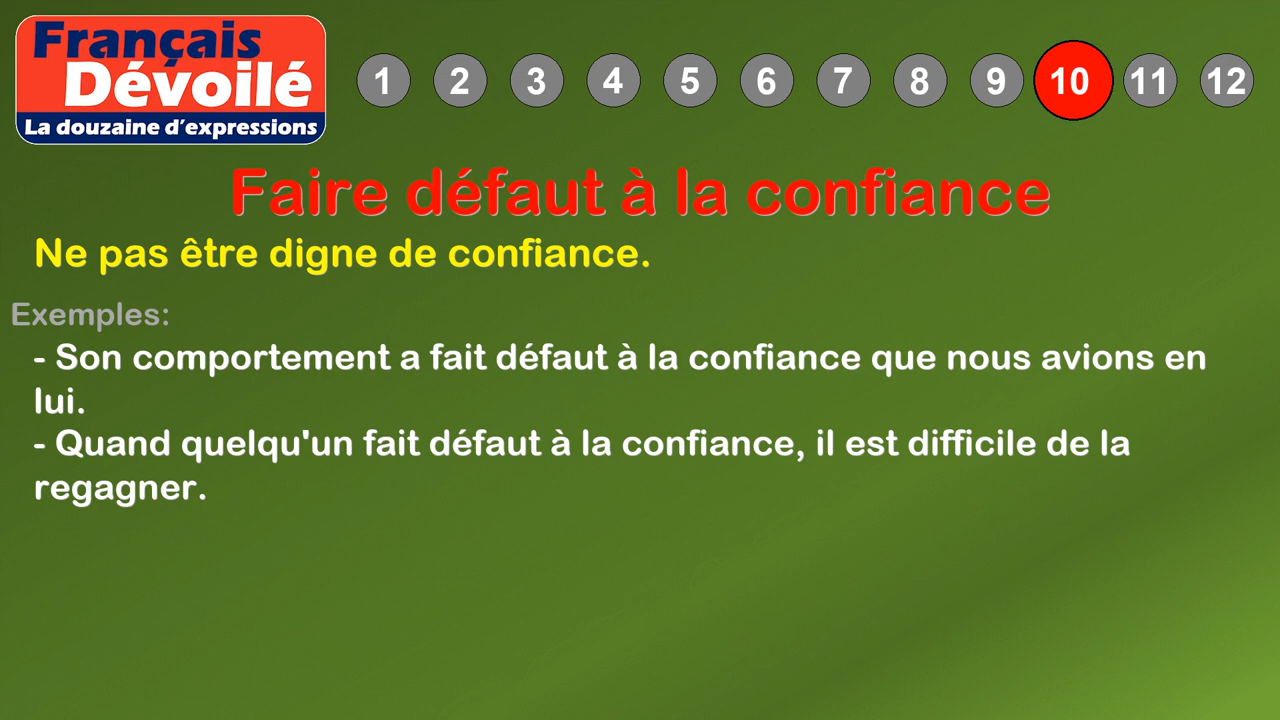 Français
Dévoilé
La douzaine d'expressions
1 2 3 4 5 6 7 8 9 10 11 12
Faire défaut à la confiance
Ne pas être digne de confiance.
Exemples:
- Son comportement a fait défaut à la confiance que nous avions en
lui.
- Quand quelqu'un fait défaut à la confiance, il est difficile de la
regagner.